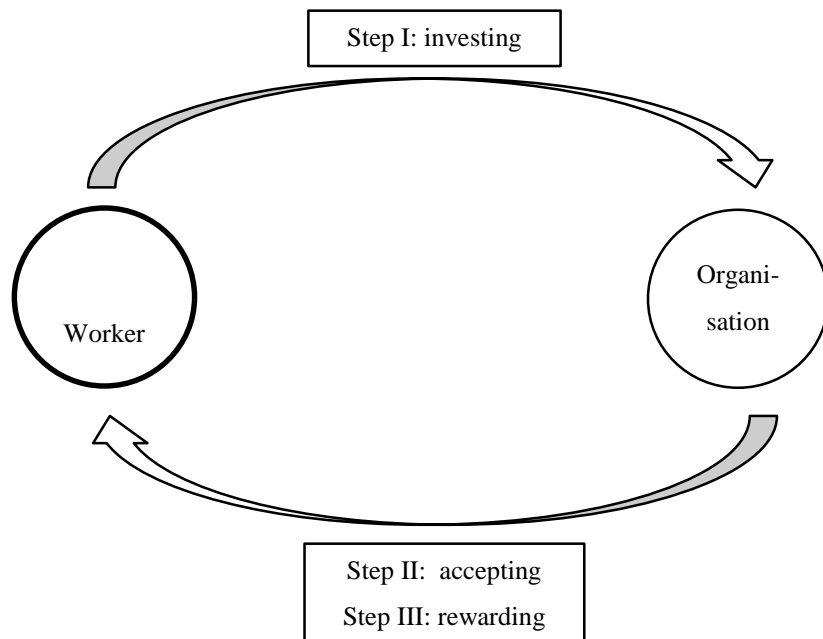 Step I: investing
Worker
Organi-
sation
Step II:  accepting
Step III: rewarding